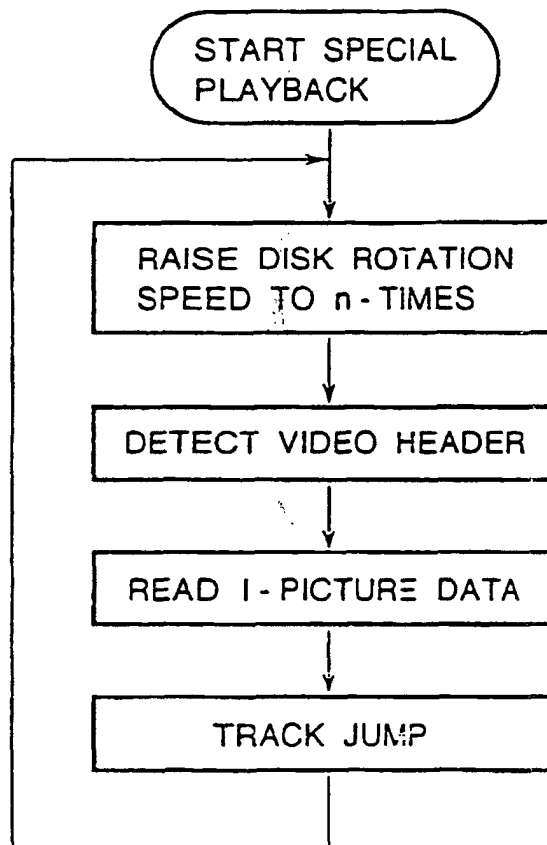 START SPECIAL
PLAYBACK
RAISE DISK ROTATION
SPEED TO n-TIMES
DETECT VIDEO HEADER
READ I-PICTURE DATA
TRACK JUMP